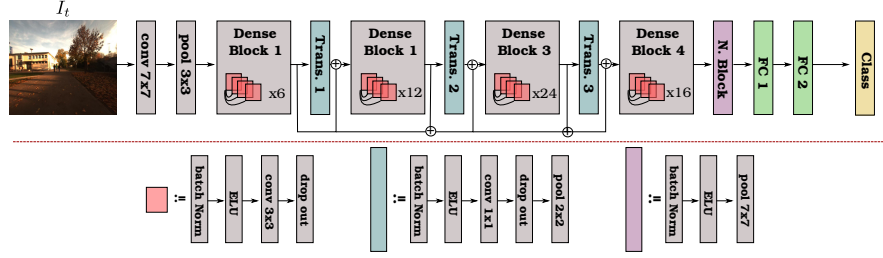 I_t
conv 7x7
pool 3x3
Dense
Block 1
x6
Trans. 1
Dense
Block 1
x12
Trans. 2
Dense
Block 3
x24
Trans. 3
Dense
Block 4
x16
N. Block
FC 1
FC 2
Class
:=
batch Norm
ELU
conv 3x3
drop out
:=
batch Norm
ELU
conv 1x1
drop out
pool 2x2
:=
batch Norm
ELU
pool 7x7